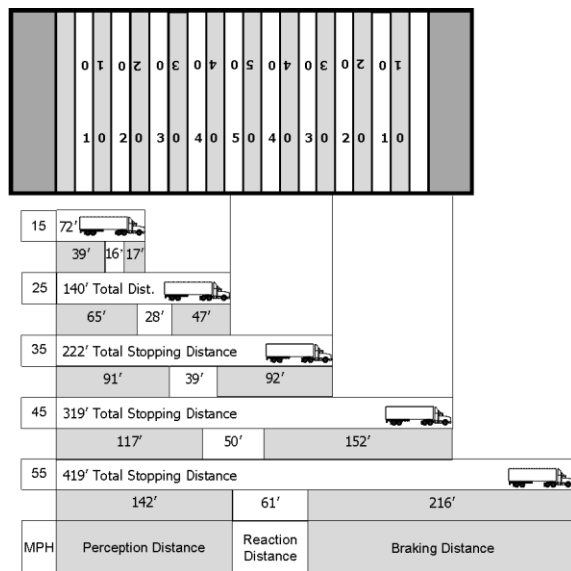 0 1 0 2 0 3 0 4 0 5 0 4 0 3 0 2 0 1
1 0 2 0 3 0 4 0 5 0 4 0 3 0 2 0 1 0
15 72′
39′ 16′ 17′
25 140′ Total Dist.
65′ 28′ 47′
35 222′ Total Stopping Distance
91′ 39′ 92′
45 319′ Total Stopping Distance
117′ 50′ 152′
55 419′ Total Stopping Distance
142′ 61′ 216′
MPH Perception Distance Reaction Distance Braking Distance